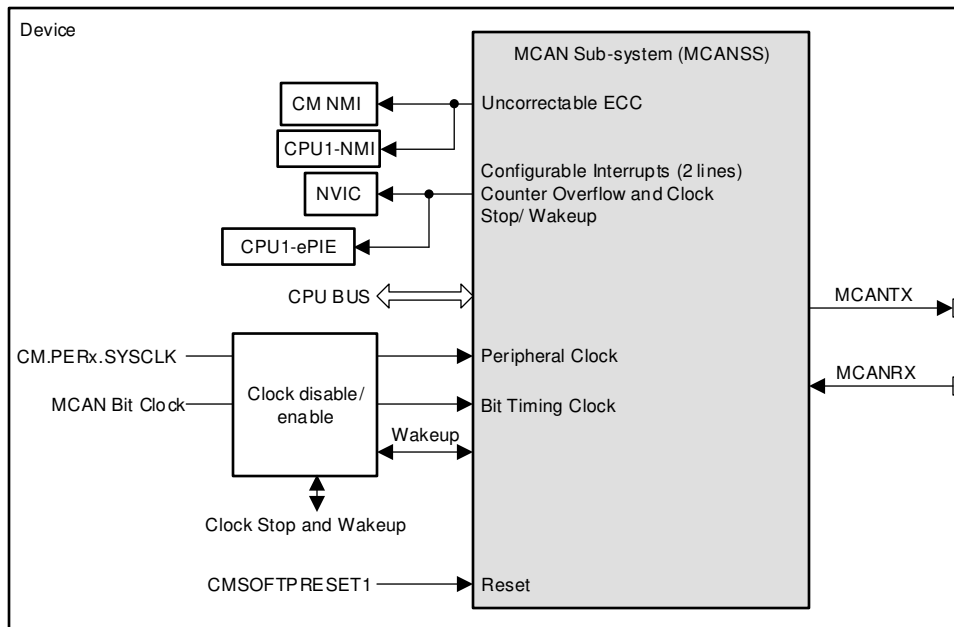 Device
MCAN Sub-system (MCANSS)
CM NMI
Uncorrectable ECC
CPU1-NMI
Configurable Interrupts (2 lines)
NVIC
Counter Overflow and Clock
Stop/ Wakeup
CPU1-ePIE
CPU BUS
MCANTX
CM.PERx.SYSCLK
Peripheral Clock
MCANRX
Clock disable/
enable
MCAN Bit Clock
Bit Timing Clock
Wakeup
Clock Stop and Wakeup
CMSOFTPRESET1
Reset